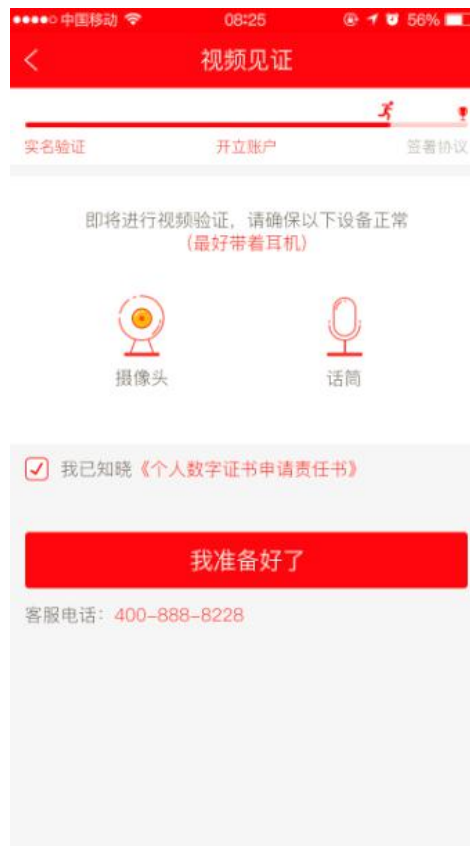 中国移动 08:25 56%
视频见证
实名验证 开立账户 签署协议
即将进行视频验证，请确保以下设备正常
（最好带着耳机）
摄像头 话筒
我已知晓《个人数字证书申请责任书》
我准备好了
客服电话：400-888-8228